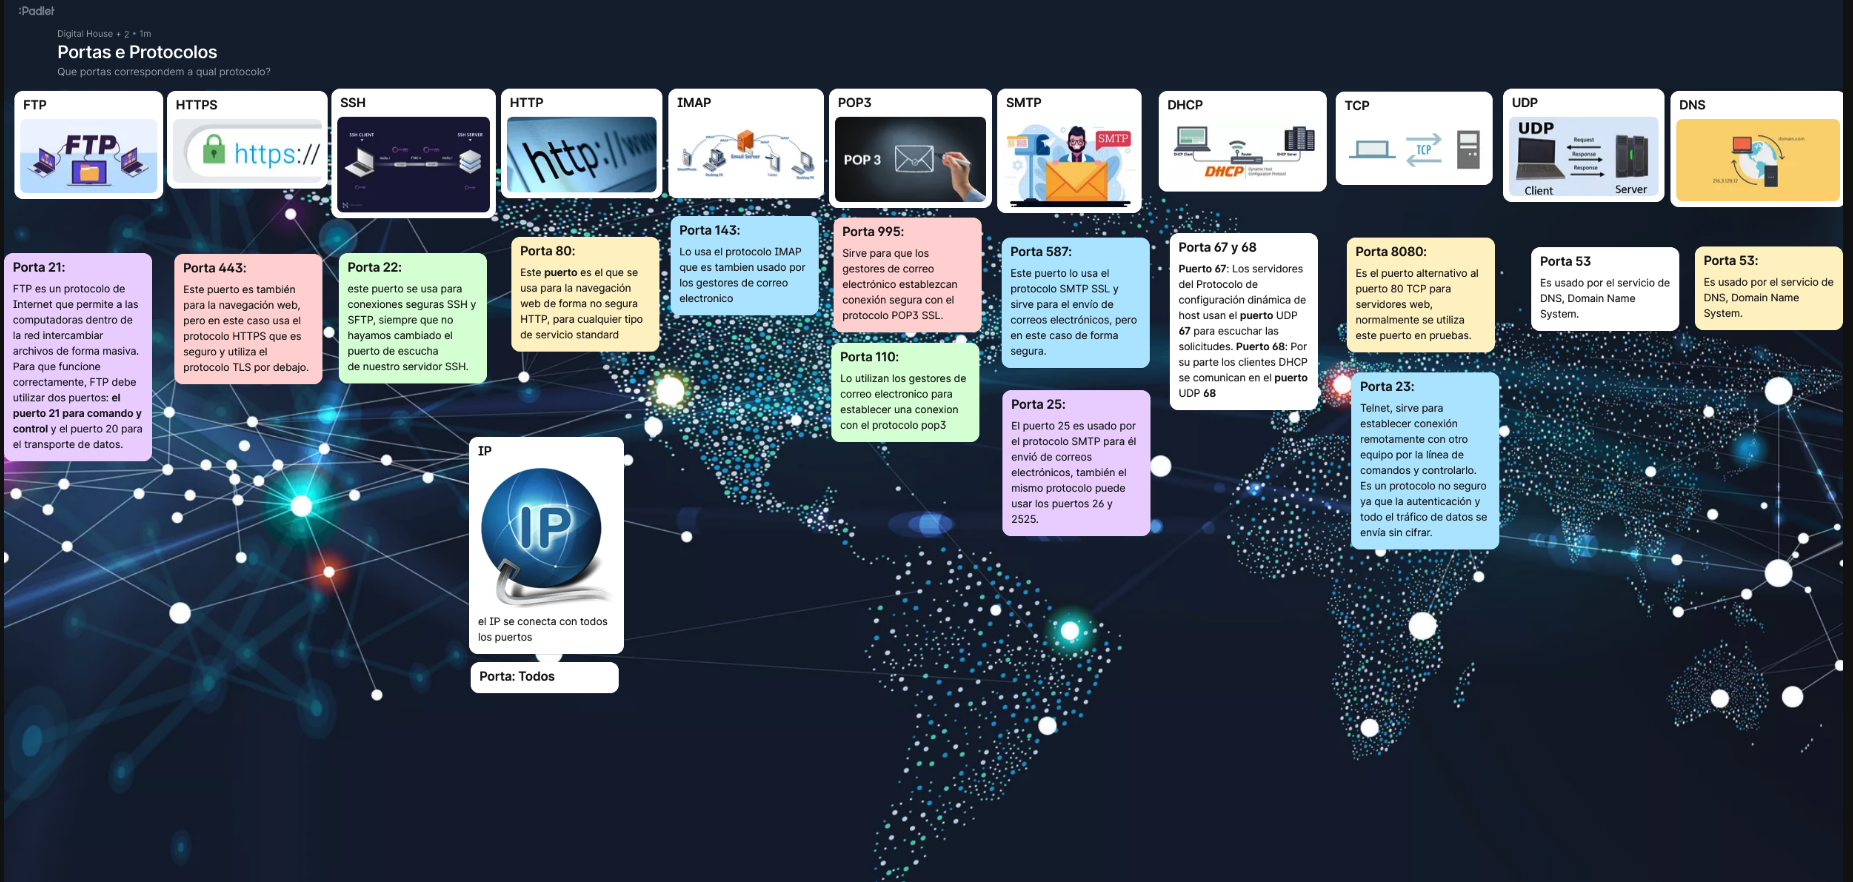 :Padlet
Digital House + 2 • 1m
Portas e Protocolos
Que portas correspondem a qual protocolo?
FTP
FTP
HTTPS
https://
SSH
SSH CLIENT
SSH SERVER
HTTP
http://www
IMAP
Email Server
POP3
POP 3
SMTP
SMTP
DHCP
DHCP Client
DHCP Server
DHCP
Dynamic Host
Configuration Protocol
TCP
TCP
UDP
UDP
Request
Response
Response
Client
Server
DNS
domain.com
Porta 21:
FTP es un protocolo de
Internet que permite a las
computadoras dentro de
la red intercambiar
archivos de forma masiva.
Para que funcione
correctamente, FTP debe
utilizar dos puertos: el
puerto 21 para comando y
control y el puerto 20 para
el transporte de datos.
Porta 443:
Este puerto es también
para la navegación web,
pero en este caso usa el
protocolo HTTPS que es
seguro y utiliza el
protocolo TLS por debajo.
Porta 22:
este puerto se usa para
conexiones seguras SSH y
SFTP, siempre que no
hayamos cambiado el
puerto de escucha
de nuestro servidor SSH.
Porta 80:
Este puerto es el que se
usa para la navegación
web de forma no segura
HTTP, para cualquier tipo
de servicio standard
Porta 143:
Lo usa el protocolo IMAP
que es tambien usado por
los gestores de correo
electronico
Porta 995:
Sirve para que los
gestores de correo
electrónico establezcan
conexión segura con el
protocolo POP3 SSL.
Porta 110:
Lo utilizan los gestores de
correo electronico para
establecer una conexion
con el protocolo pop3
Porta 587:
Este puerto lo usa el
protocolo SMTP SSL y
sirve para el envío de
correos electrónicos, pero
en este caso de forma
segura.
Porta 25:
El puerto 25 es usado por
el protocolo SMTP para él
envió de correos
electrónicos, también el
mismo protocolo puede
usar los puertos 26 y
2525.
Porta 67 y 68
Puerto 67: Los servidores
del Protocolo de
configuración dinámica de
host usan el puerto UDP
67 para escuchar las
solicitudes. Puerto 68: Por
su parte los clientes DHCP
se comunican en el puerto
UDP 68
Porta 8080:
Es el puerto alternativo al
puerto 80 TCP para
servidores web,
normalmente se utiliza
este puerto en pruebas.
Porta 23:
Telnet, sirve para
establecer conexión
remotamente con otro
equipo por la línea de
comandos y controlarlo.
Es un protocolo no seguro
ya que la autenticación y
todo el tráfico de datos se
envía sin cifrar.
Porta 53
Es usado por el servicio de
DNS, Domain Name
System.
Porta 53:
Es usado por el servicio de
DNS, Domain Name
System.
IP
IP
el IP se conecta con todos
los puertos
Porta: Todos